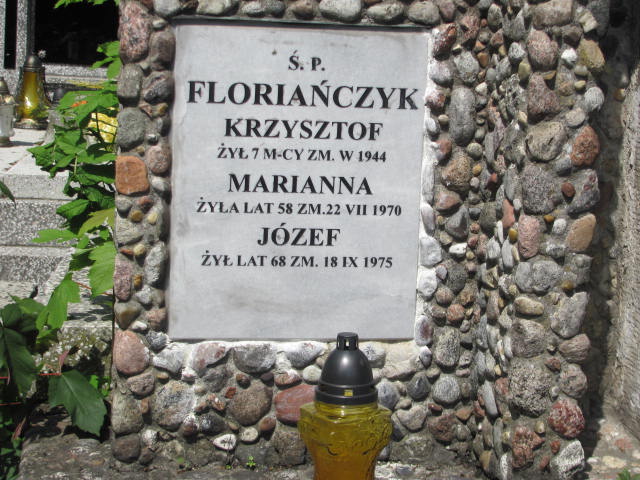 Ś. P.
FLORIAŃCZYK
KRZYSZTOF
ŻYŁ 7 M-CY ZM. W 1944
MARIANNA
ŻYŁA LAT 58 ZM.22 VII 1970
JÓZEF
ŻYŁ LAT 68 ZM. 18 IX 1975